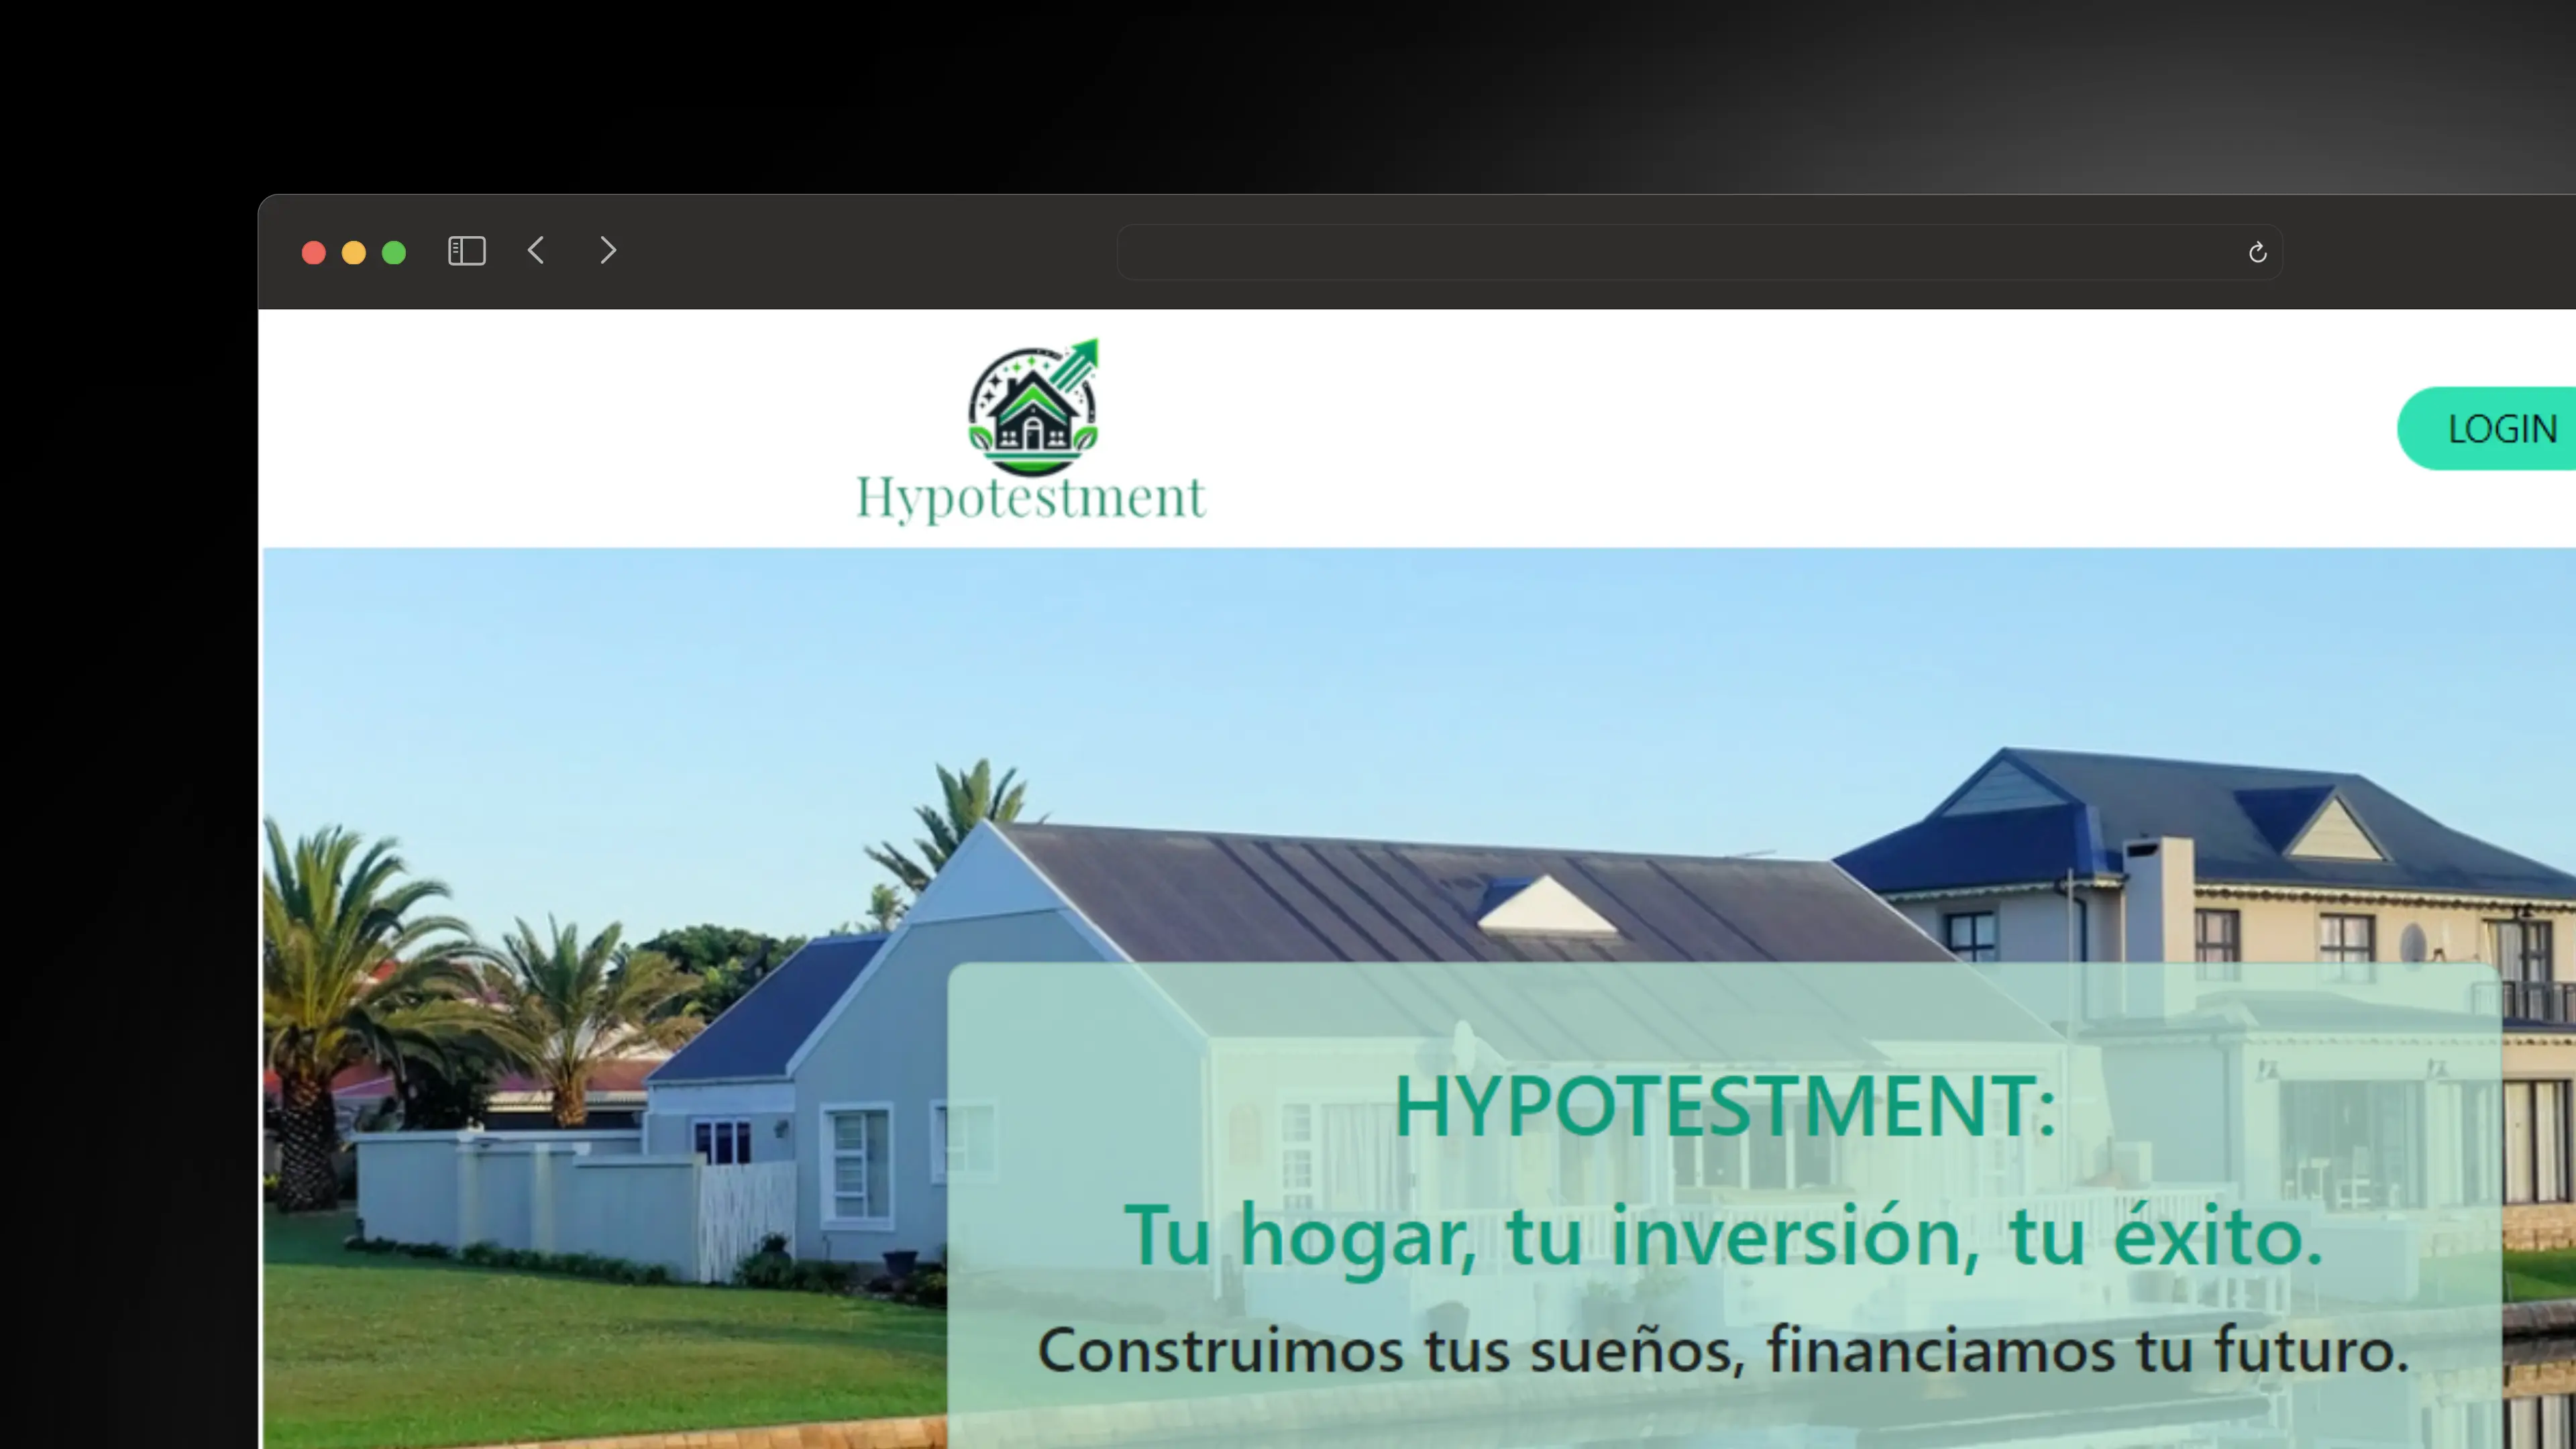 Hypotestment
LOGIN
HYPOTESTMENT:
Tu hogar, tu inversión, tu éxito.
Construimos tus sueños, financiamos tu futuro.